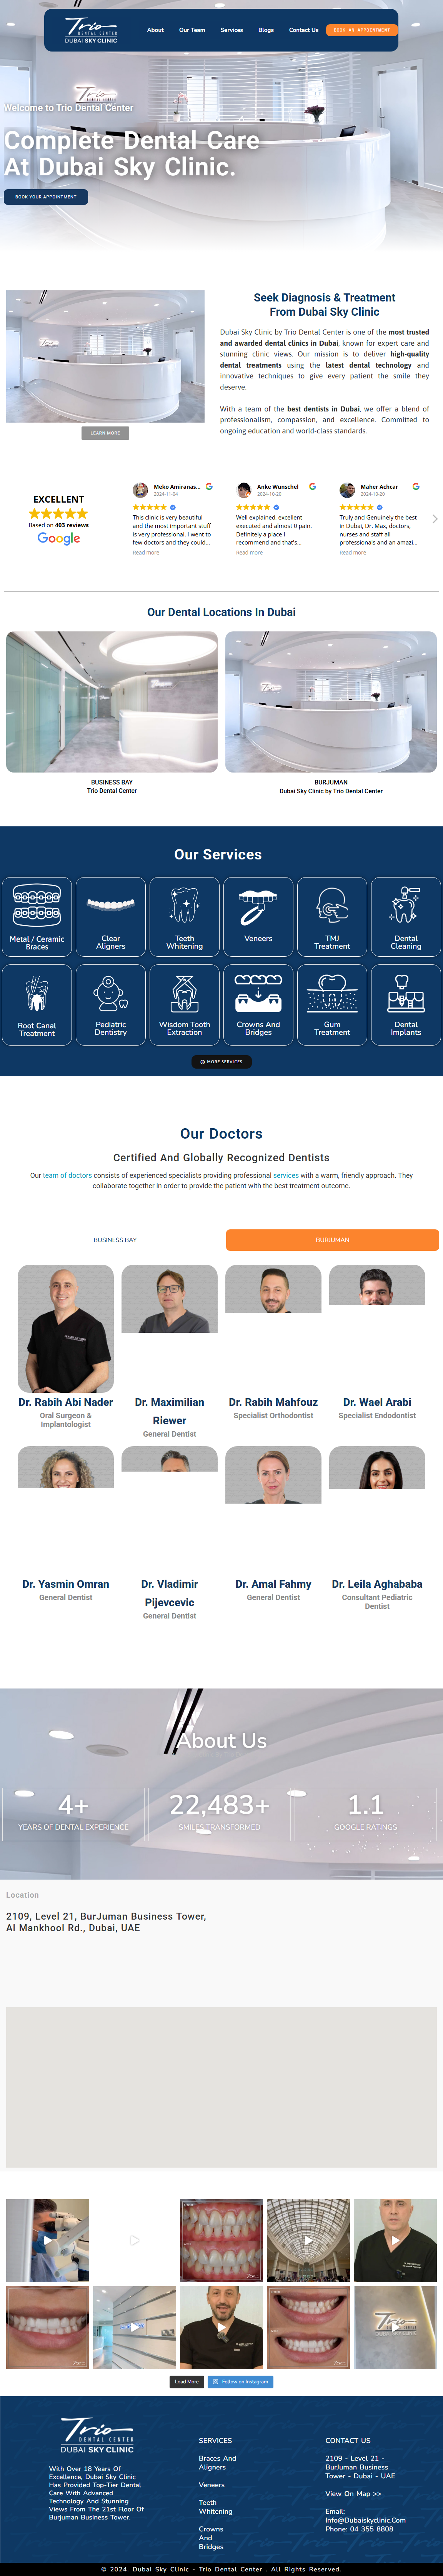 Trio
DENTAL CENTER
DUBAI SKY CLINIC
About
Our Team
Services
Blogs
Contact Us
BOOK AN APPOINTMENT
Welcome to Trio Dental Center
Complete Dental Care
At Dubai Sky Clinic.
BOOK YOUR APPOINTMENT
Seek Diagnosis & Treatment
From Dubai Sky Clinic
Dubai Sky Clinic by Trio Dental Center is one of the most trusted
and awarded dental clinics in Dubai, known for expert care and
stunning clinic views. Our mission is to deliver high-quality
dental treatments using the latest dental technology and
innovative techniques to give every patient the smile they
deserve.
With a team of the best dentists in Dubai, we offer a blend of
professionalism, compassion, and excellence. Committed to
ongoing education and world-class standards.
LEARN MORE
EXCELLENT
Based on 403 reviews
Google
Meko Amiranas...
2024-11-04
This clinic is very beautiful
and the most important stuff
is very professional. I went to
few doctors and they could...
Read more
Anke Wunschel
2024-10-20
Well explained, excellent
executed and almost 0 pain.
Definitely a place I
recommend and that's...
Read more
Maher Achcar
2024-10-20
Truly and Genuinely the best
in Dubai, Dr. Max, doctors,
nurses and staff all
professionals and an amazi...
Read more
Our Dental Locations In Dubai
BUSINESS BAY
Trio Dental Center
BURJUMAN
Dubai Sky Clinic by Trio Dental Center
Our Services
Metal / Ceramic
Braces
Clear
Aligners
Teeth
Whitening
Veneers
TMJ
Treatment
Dental
Cleaning
Root Canal
Treatment
Pediatric
Dentistry
Wisdom Tooth
Extraction
Crowns And
Bridges
Gum
Treatment
Dental
Implants
MORE SERVICES
Our Doctors
Certified And Globally Recognized Dentists
Our team of doctors consists of experienced specialists providing professional services with a warm, friendly approach. They
collaborate together in order to provide the patient with the best treatment outcome.
BUSINESS BAY
BURJUMAN
Dr. Rabih Abi Nader
Oral Surgeon &
Implantologist
Dr. Maximilian
Riewer
General Dentist
Dr. Rabih Mahfouz
Specialist Orthodontist
Dr. Wael Arabi
Specialist Endodontist
Dr. Yasmin Omran
General Dentist
Dr. Vladimir
Pijevcevic
General Dentist
Dr. Amal Fahmy
General Dentist
Dr. Leila Aghababa
Consultant Pediatric
Dentist
About Us
4+
YEARS OF DENTAL EXPERIENCE
22,483+
SMILES TRANSFORMED
1.1
GOOGLE RATINGS
Location
2109, Level 21, BurJuman Business Tower,
Al Mankhool Rd., Dubai, UAE
Load More
Follow on Instagram
Trio
DENTAL CENTER
DUBAI SKY CLINIC
With Over 18 Years Of
Excellence, Dubai Sky Clinic
Has Provided Top-Tier Dental
Care With Advanced
Technology And Stunning
Views From The 21st Floor Of
Burjuman Business Tower.
SERVICES
Braces And
Aligners
Veneers
Teeth
Whitening
Crowns
And
Bridges
CONTACT US
2109 - Level 21 -
BurJuman Business
Tower - Dubai - UAE
View On Map >>
Email:
Info@Dubaiskyclinic.Com
Phone: 04 355 8808
© 2024. Dubai Sky Clinic - Trio Dental Center . All Rights Reserved.